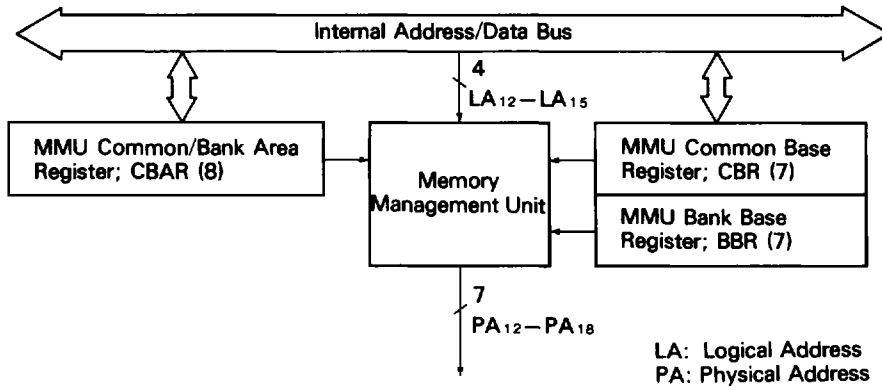 Internal Address/Data Bus
4
LA12–LA15
MMU Common/Bank Area
Register; CBAR (8)
Memory
Management Unit
MMU Common Base
Register; CBR (7)
MMU Bank Base
Register; BBR (7)
7
PA12–PA18
LA: Logical Address
PA: Physical Address